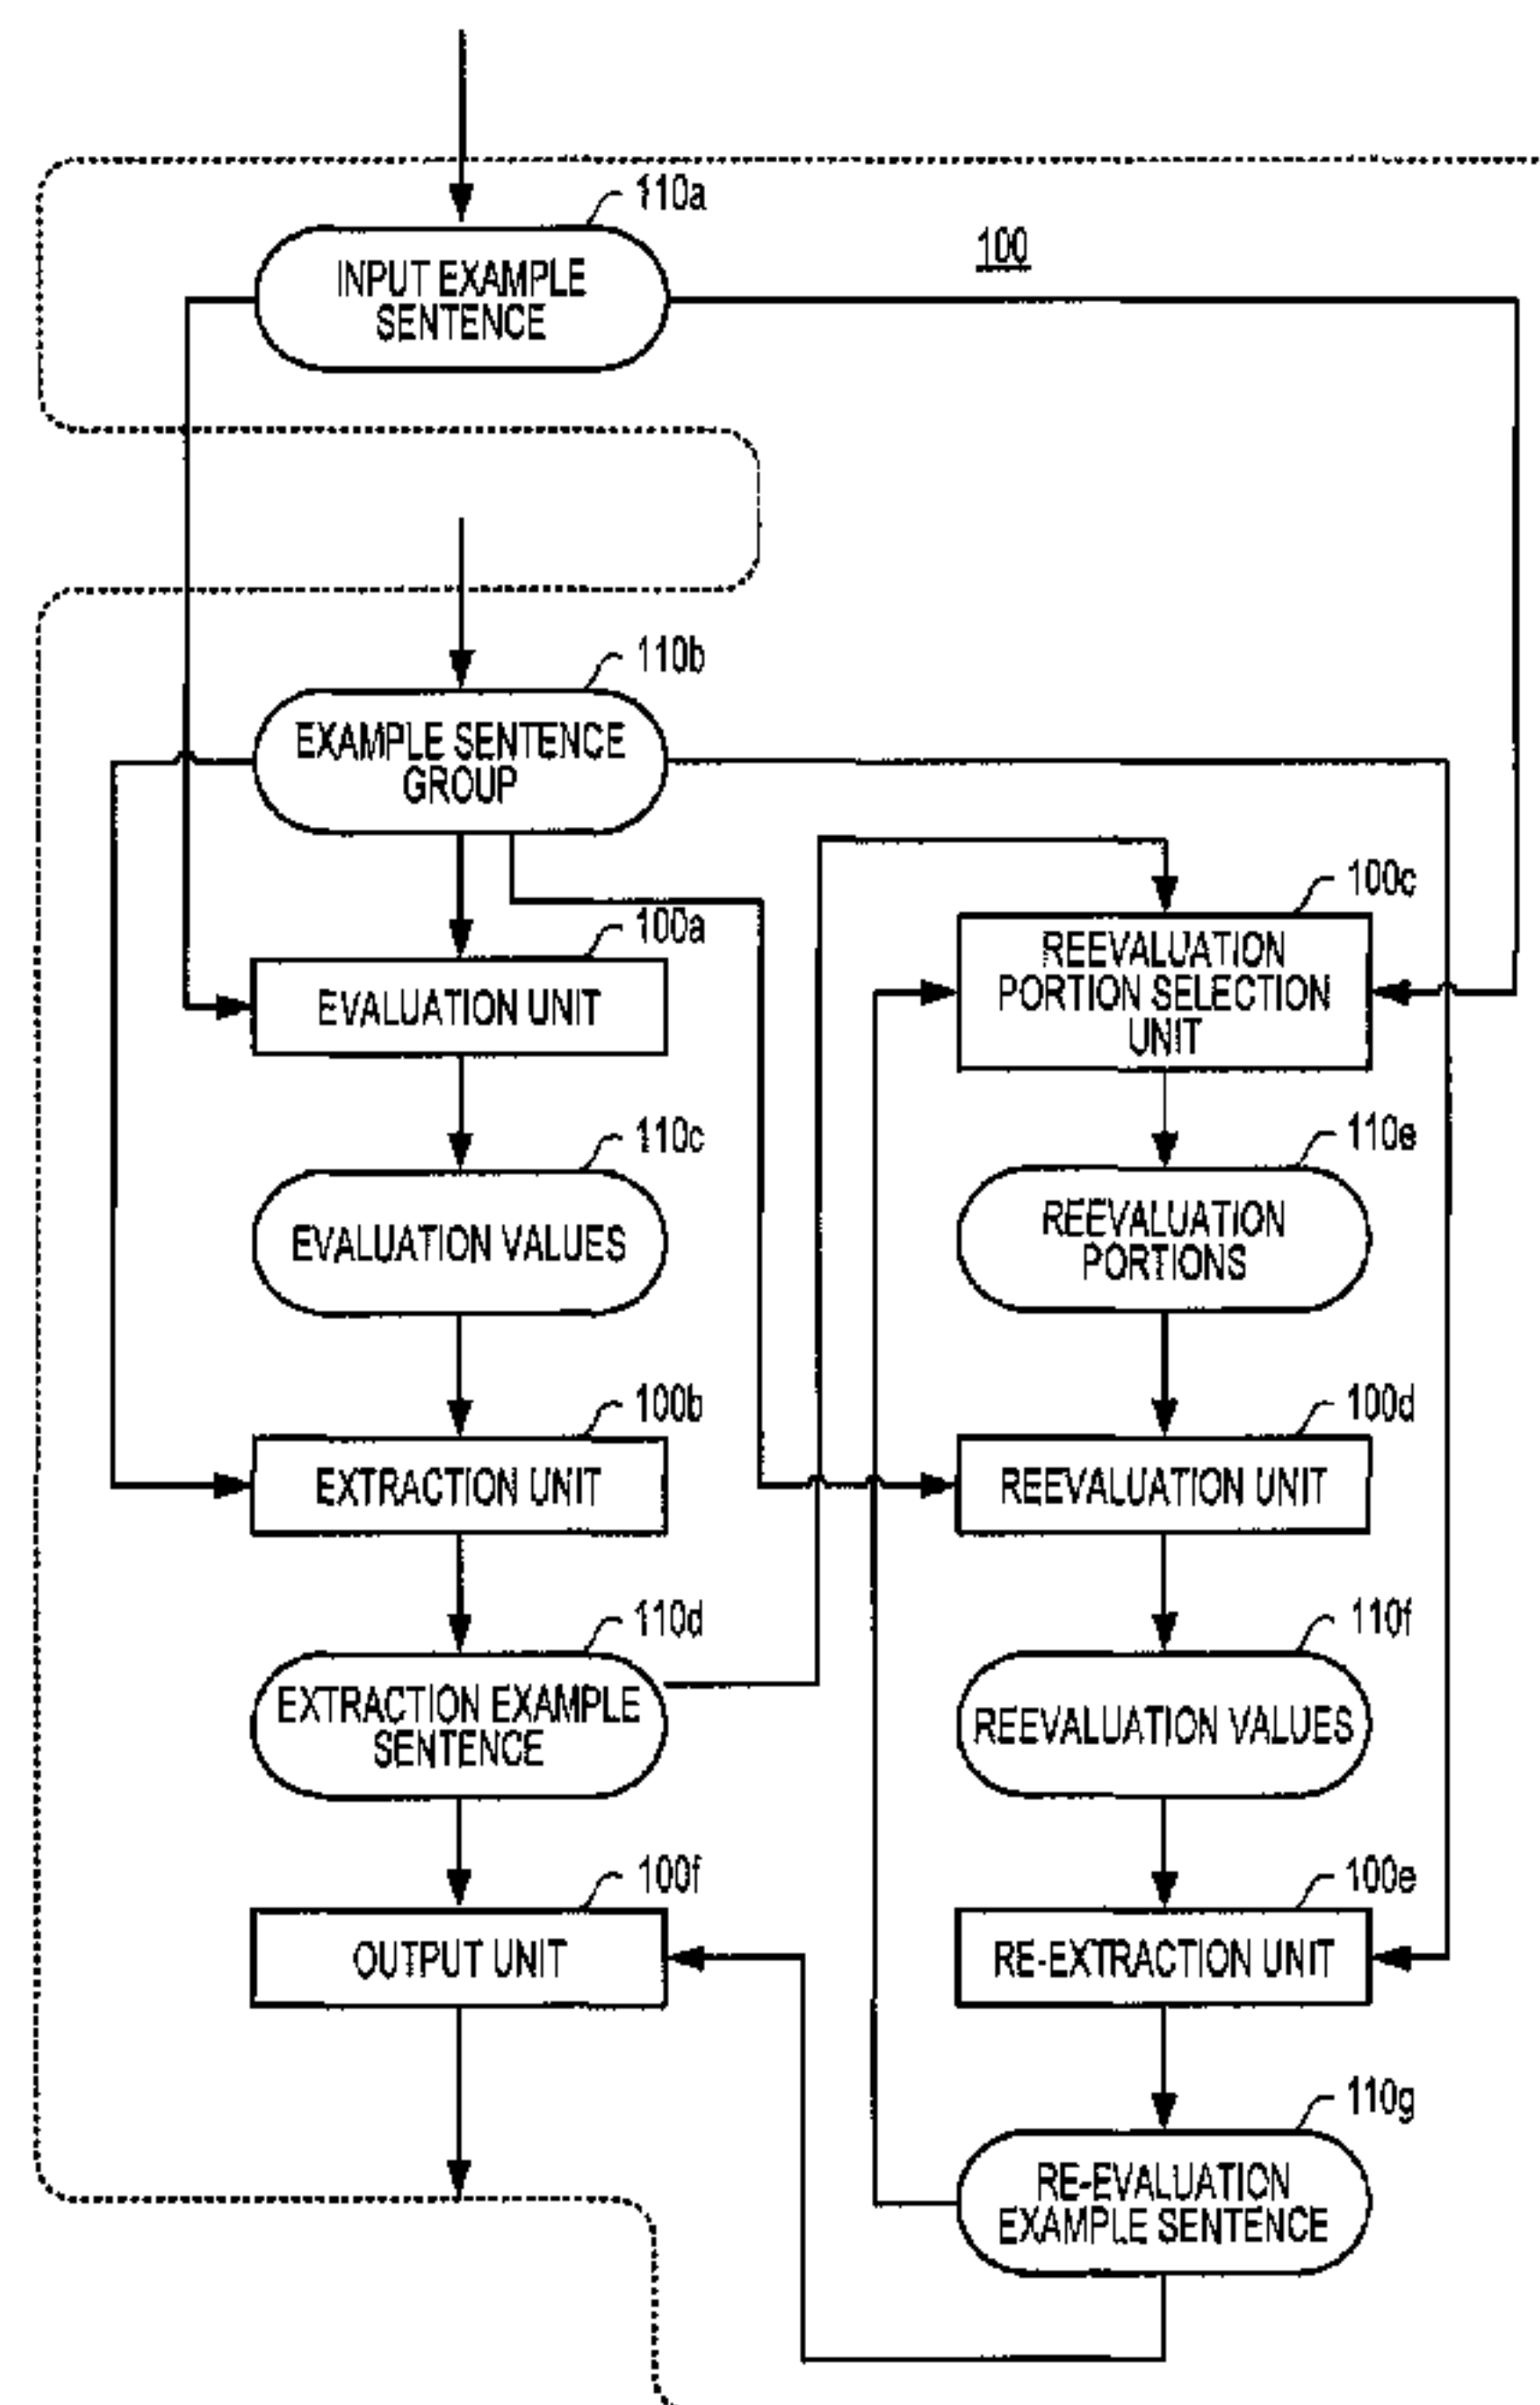 110a
100
INPUT EXAMPLE
SENTENCE
110b
EXAMPLE SENTENCE
GROUP
100a
EVALUATION UNIT
100c
REEVALUATION
PORTION SELECTION
UNIT
110c
EVALUATION VALUES
110e
REEVALUATION
PORTIONS
100b
EXTRACTION UNIT
100d
REEVALUATION UNIT
110d
EXTRACTION EXAMPLE
SENTENCE
110f
REEVALUATION VALUES
100f
OUTPUT UNIT
100e
RE-EXTRACTION UNIT
110g
RE-EVALUATION
EXAMPLE SENTENCE